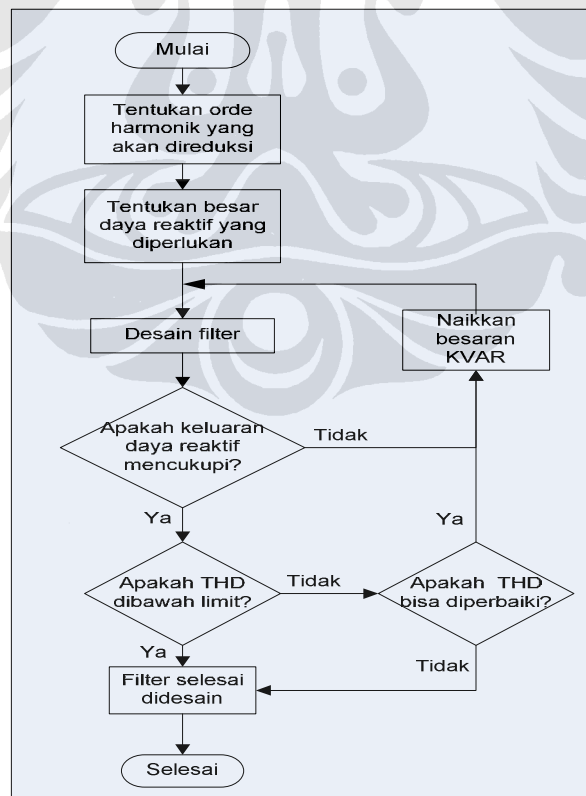 Mulai
Tentukan orde
harmonik yang
akan direduksi
Tentukan besar
daya reaktif yang
diperlukan
Desain filter
Naikkan
besaran
KVAR
Apakah keluaran
daya reaktif
mencukupi?
Tidak
Ya
Ya
Apakah THD
dibawah limit?
Tidak
Apakah THD
bisa diperbaiki?
Ya
Tidak
Filter selesai
didesain
Selesai